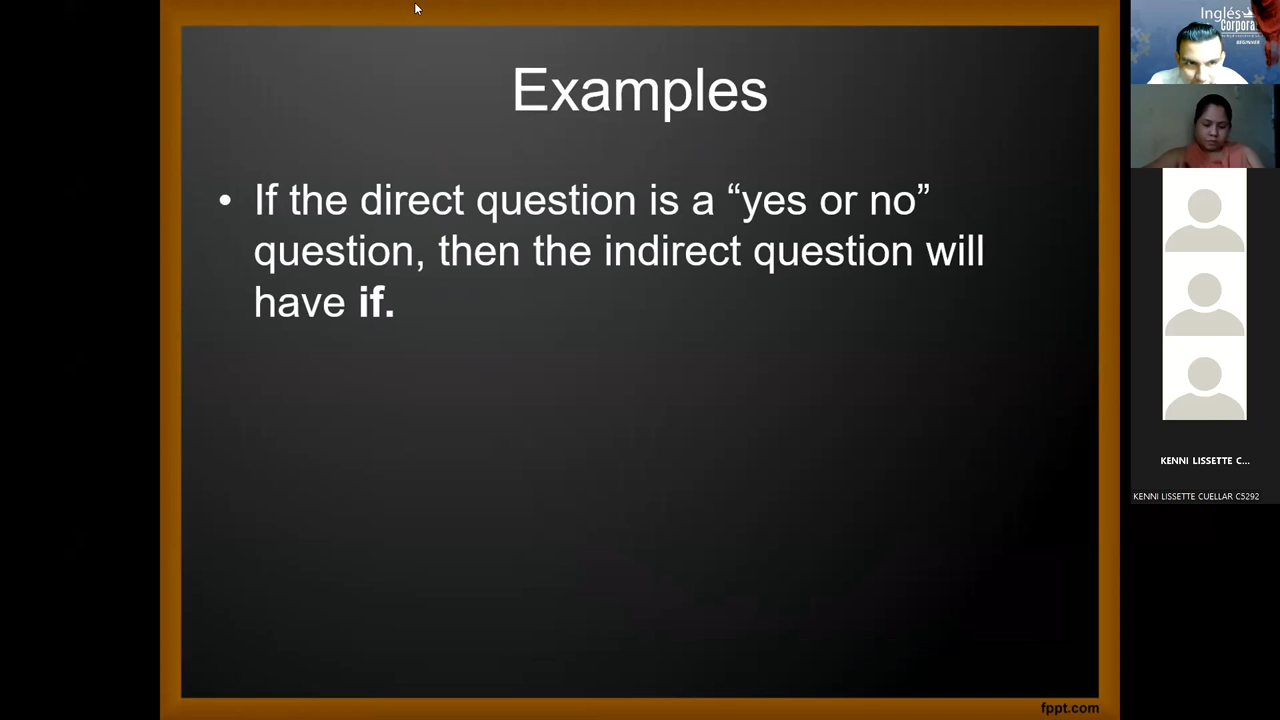 Examples
• If the direct question is a “yes or no”
question, then the indirect question will
have if.
fppt.com
Inglés
Corpora
BEGINNER
KENNI LISSETTE C...
KENNI LISSETTE CUELLAR C5292